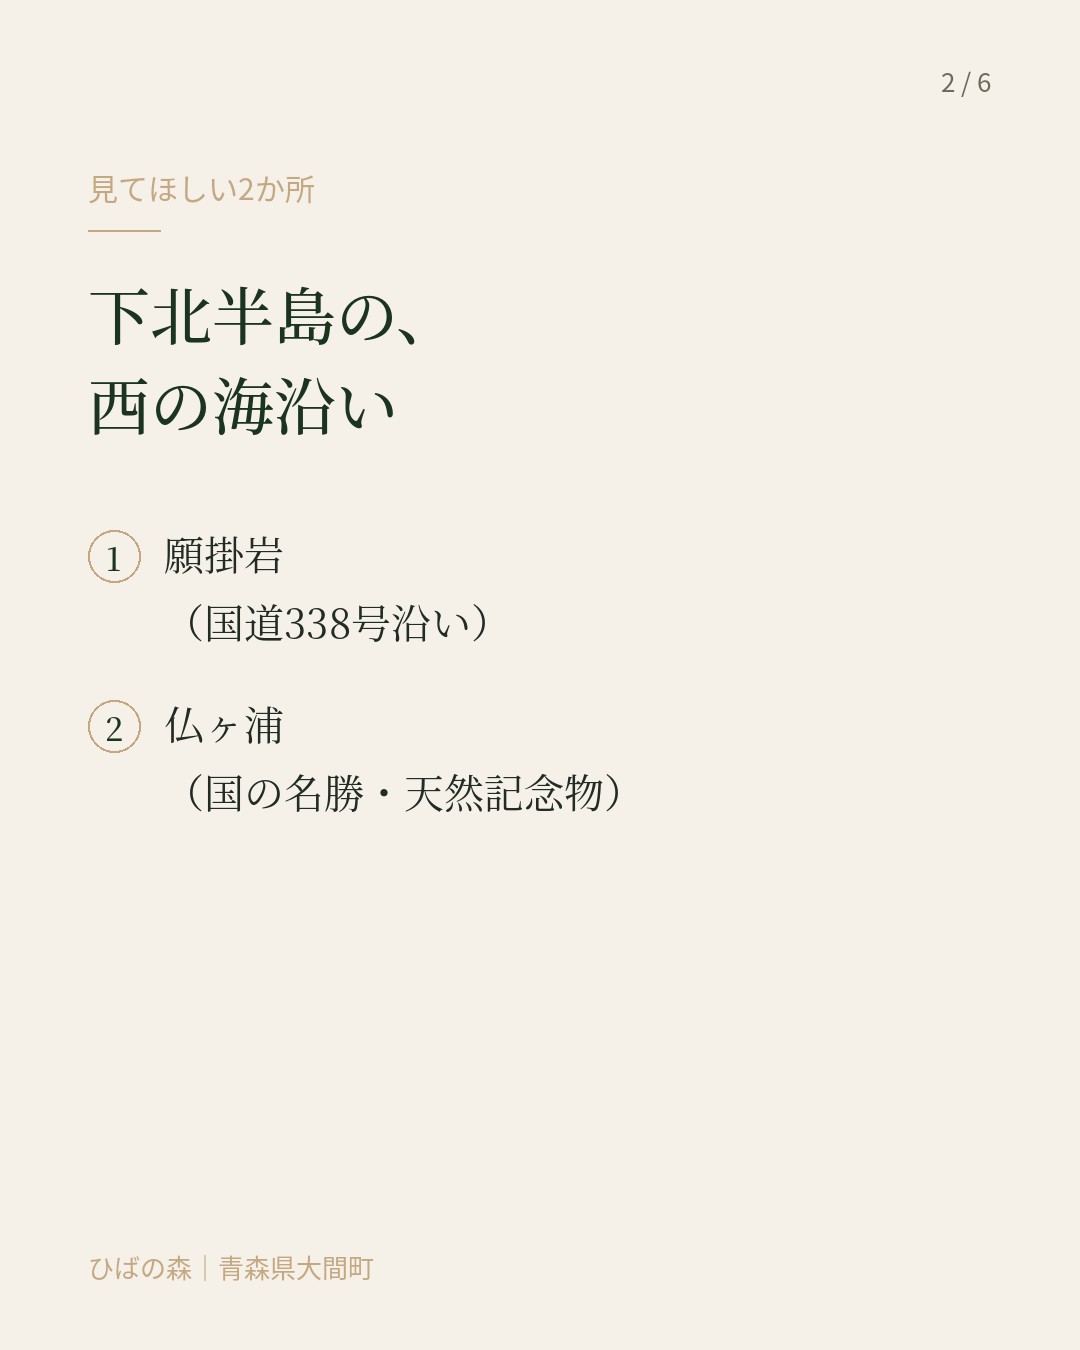 2 / 6
見てほしい2か所
下北半島の、
西の海沿い
1 願掛岩
（国道338号沿い）
2 仏ヶ浦
（国の名勝・天然記念物）
ひばの森｜青森県大間町